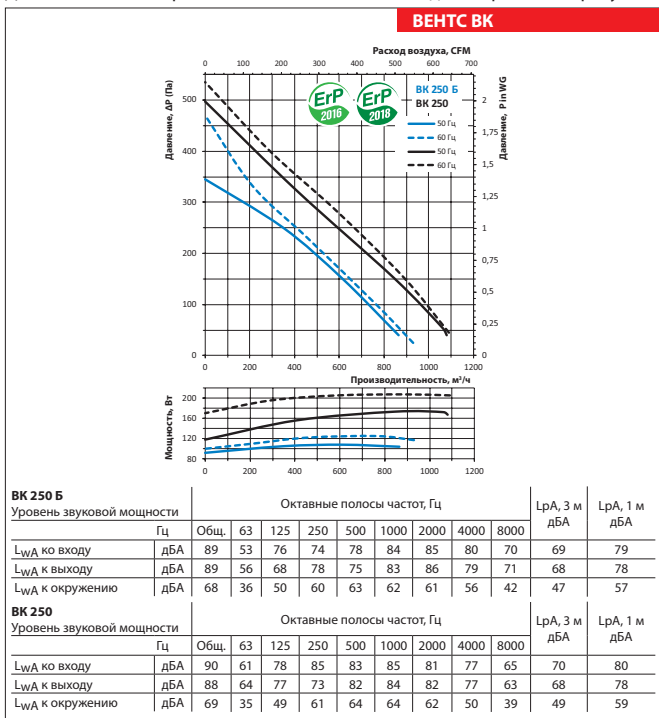 ВЕНТС ВК
Расход воздуха, CFM
0 100 200 300 400 500 600 700
Давление, ΔР (Па)
500
400
300
200
100
0
ErP 2016
ErP 2018
ВК 250 Б
ВК 250
50 Гц
60 Гц
50 Гц
60 Гц
Давление, P in WG
2
1,75
1,5
1,25
1
0,75
0,5
0,25
0
0 200 400 600 800 1000 1200
Производительность, м³/ч
Мощность, Вт
200
160
120
80
0 200 400 600 800 1000 1200
ВК 250 Б
Уровень звуковой мощности
Октавные полосы частот, Гц
LpA, 3 м дБА
LpA, 1 м дБА
Гц Общ. 63 125 250 500 1000 2000 4000 8000
LwA ко входу дБА 89 53 76 74 78 84 85 80 70 69 79
LwA к выходу дБА 89 56 68 78 75 83 86 79 71 68 78
LwA к окружению дБА 68 36 50 60 63 62 61 56 42 47 57
ВК 250
Уровень звуковой мощности
Октавные полосы частот, Гц
LpA, 3 м дБА
LpA, 1 м дБА
Гц Общ. 63 125 250 500 1000 2000 4000 8000
LwA ко входу дБА 90 61 78 85 83 85 81 77 65 70 80
LwA к выходу дБА 88 64 77 73 82 84 82 77 63 68 78
LwA к окружению дБА 69 35 49 61 64 64 62 50 39 49 59